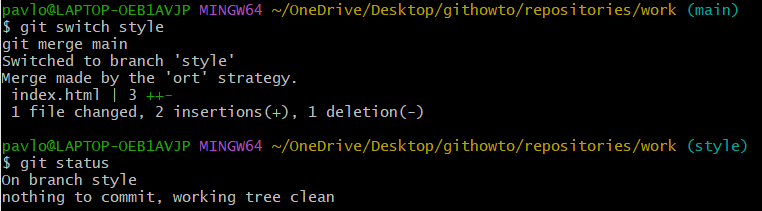 pavlo@LAPTOP-OEB1AVJP MINGW64 ~/OneDrive/Desktop/githowto/repositories/work (main)
$ git switch style
git merge main
Switched to branch 'style'
Merge made by the 'ort' strategy.
 index.html | 3 ++-
 1 file changed, 2 insertions(+), 1 deletion(-)

pavlo@LAPTOP-OEB1AVJP MINGW64 ~/OneDrive/Desktop/githowto/repositories/work (style)
$ git status
On branch style
nothing to commit, working tree clean